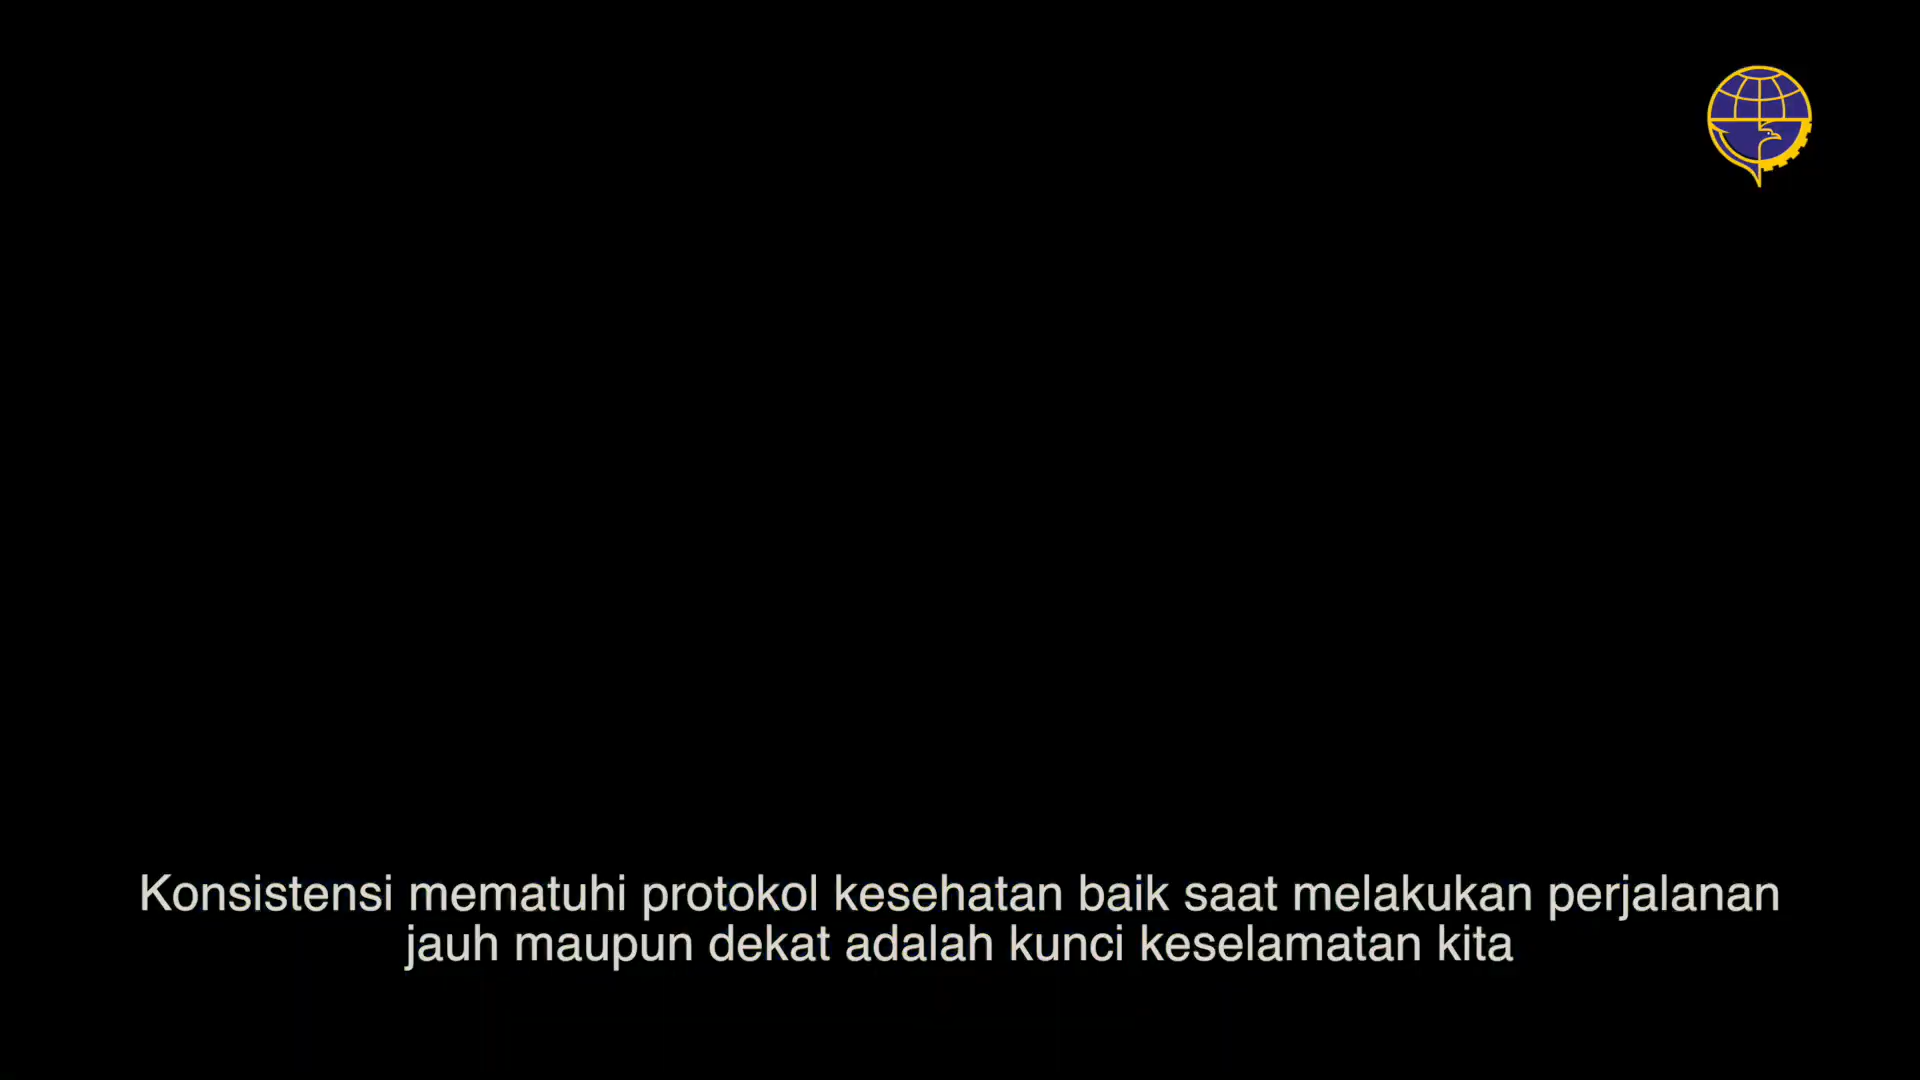 Konsistensi mematuhi protokol kesehatan baik saat melakukan perjalanan
jauh maupun dekat adalah kunci keselamatan kita